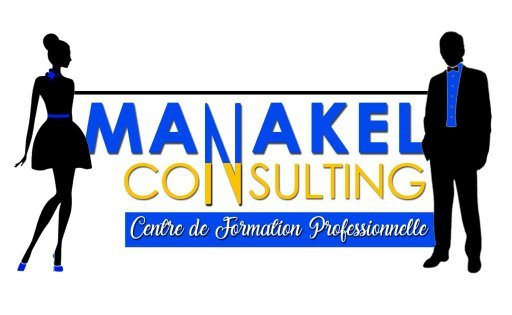 MANAKEL
CONSULTING
Centre de Formation Professionnelle